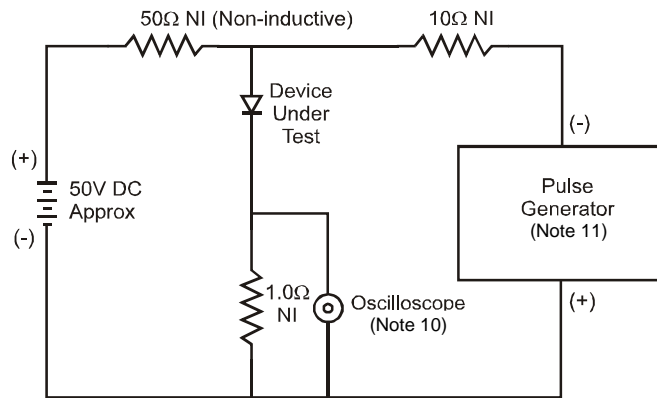 50Ω NI (Non-inductive)
10Ω NI
Device
Under
Test
(-)
(+)
50V DC
Approx
(-)
Pulse
Generator
(Note 11)
1.0Ω
NI
Oscilloscope
(Note 10)
(+)